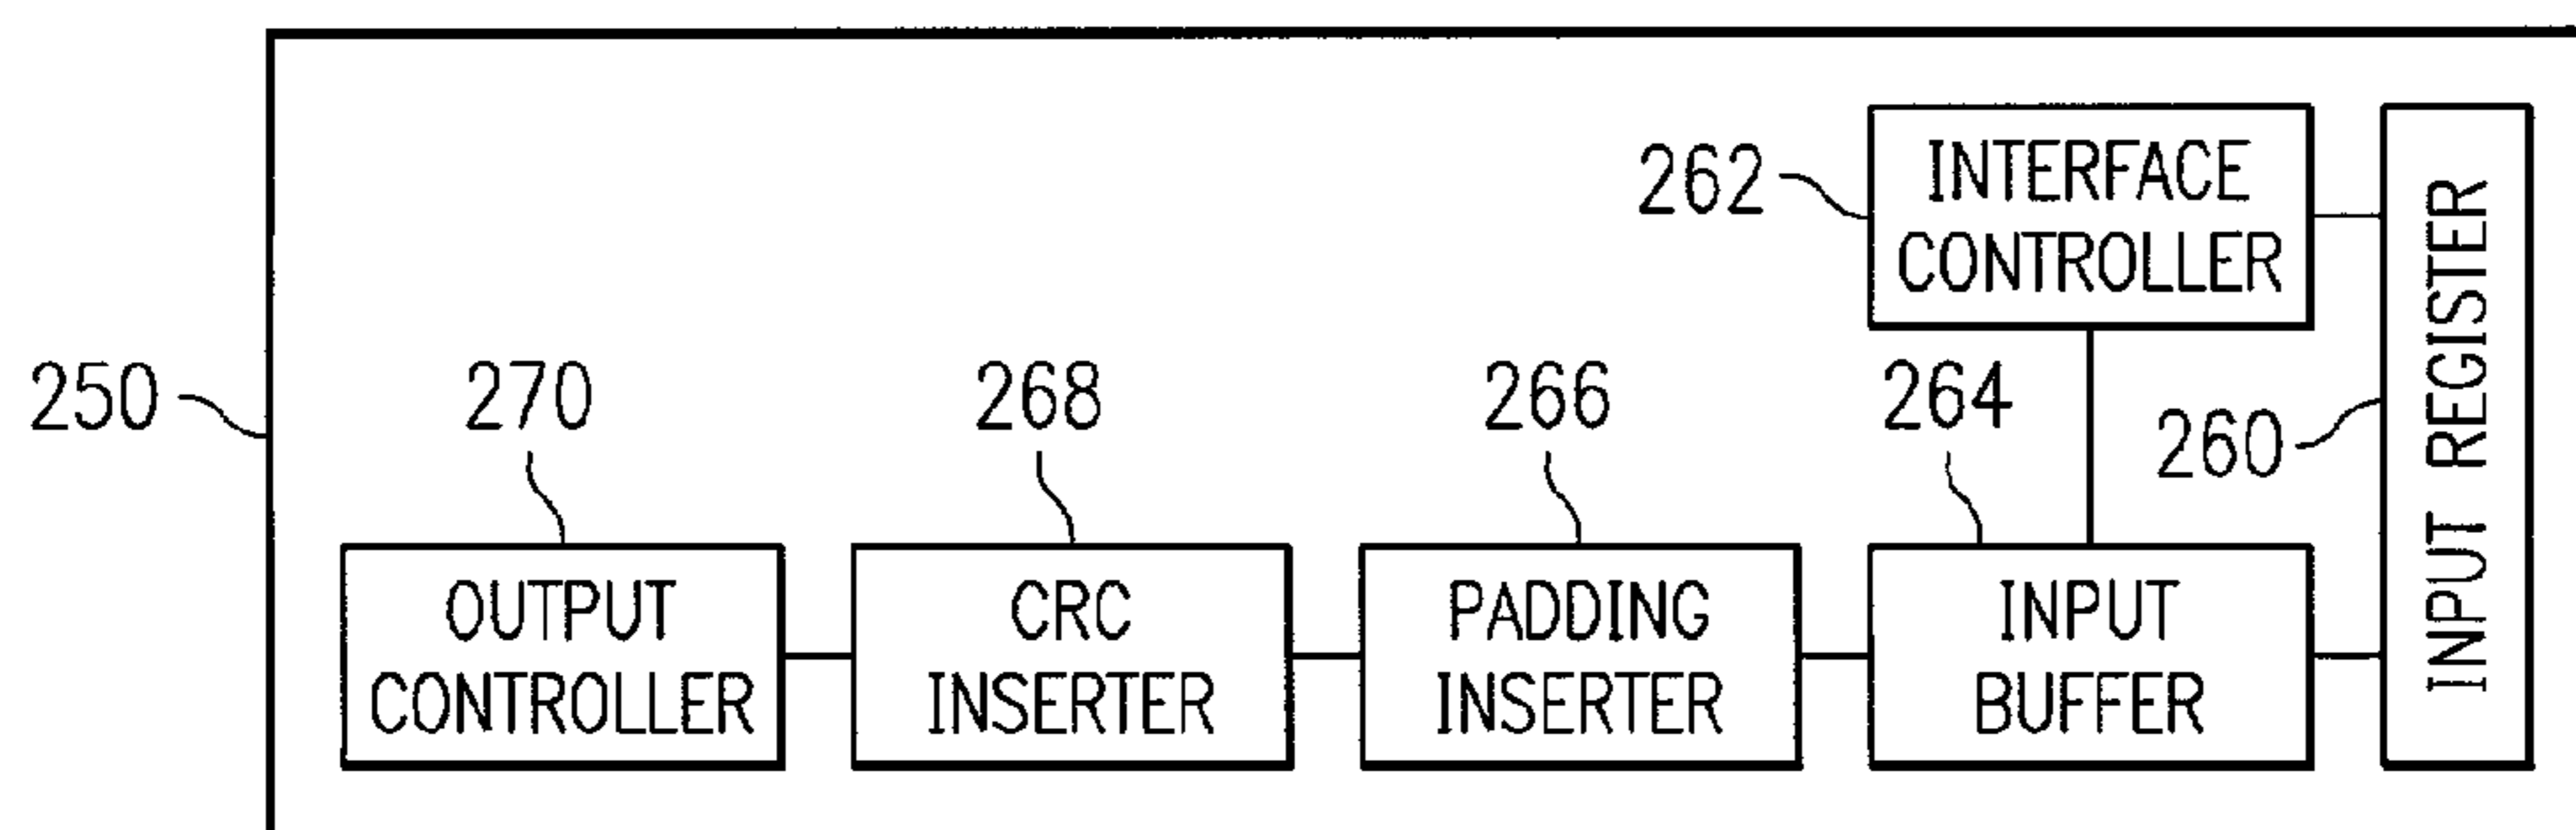 262
INTERFACE
CONTROLLER
INPUT REGISTER
250
270
268
266
264
260
OUTPUT
CONTROLLER
CRC
INSERTER
PADDING
INSERTER
INPUT
BUFFER